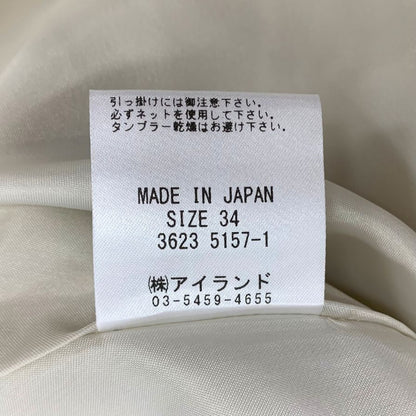 引っ掛けには御注意下さい。
必ずネットを使用して下さい。
タンブラー乾燥はお避け下さい。
MADE IN JAPAN
SIZE 34
3623 5157-1
㈱アイランド
03-5459-4655